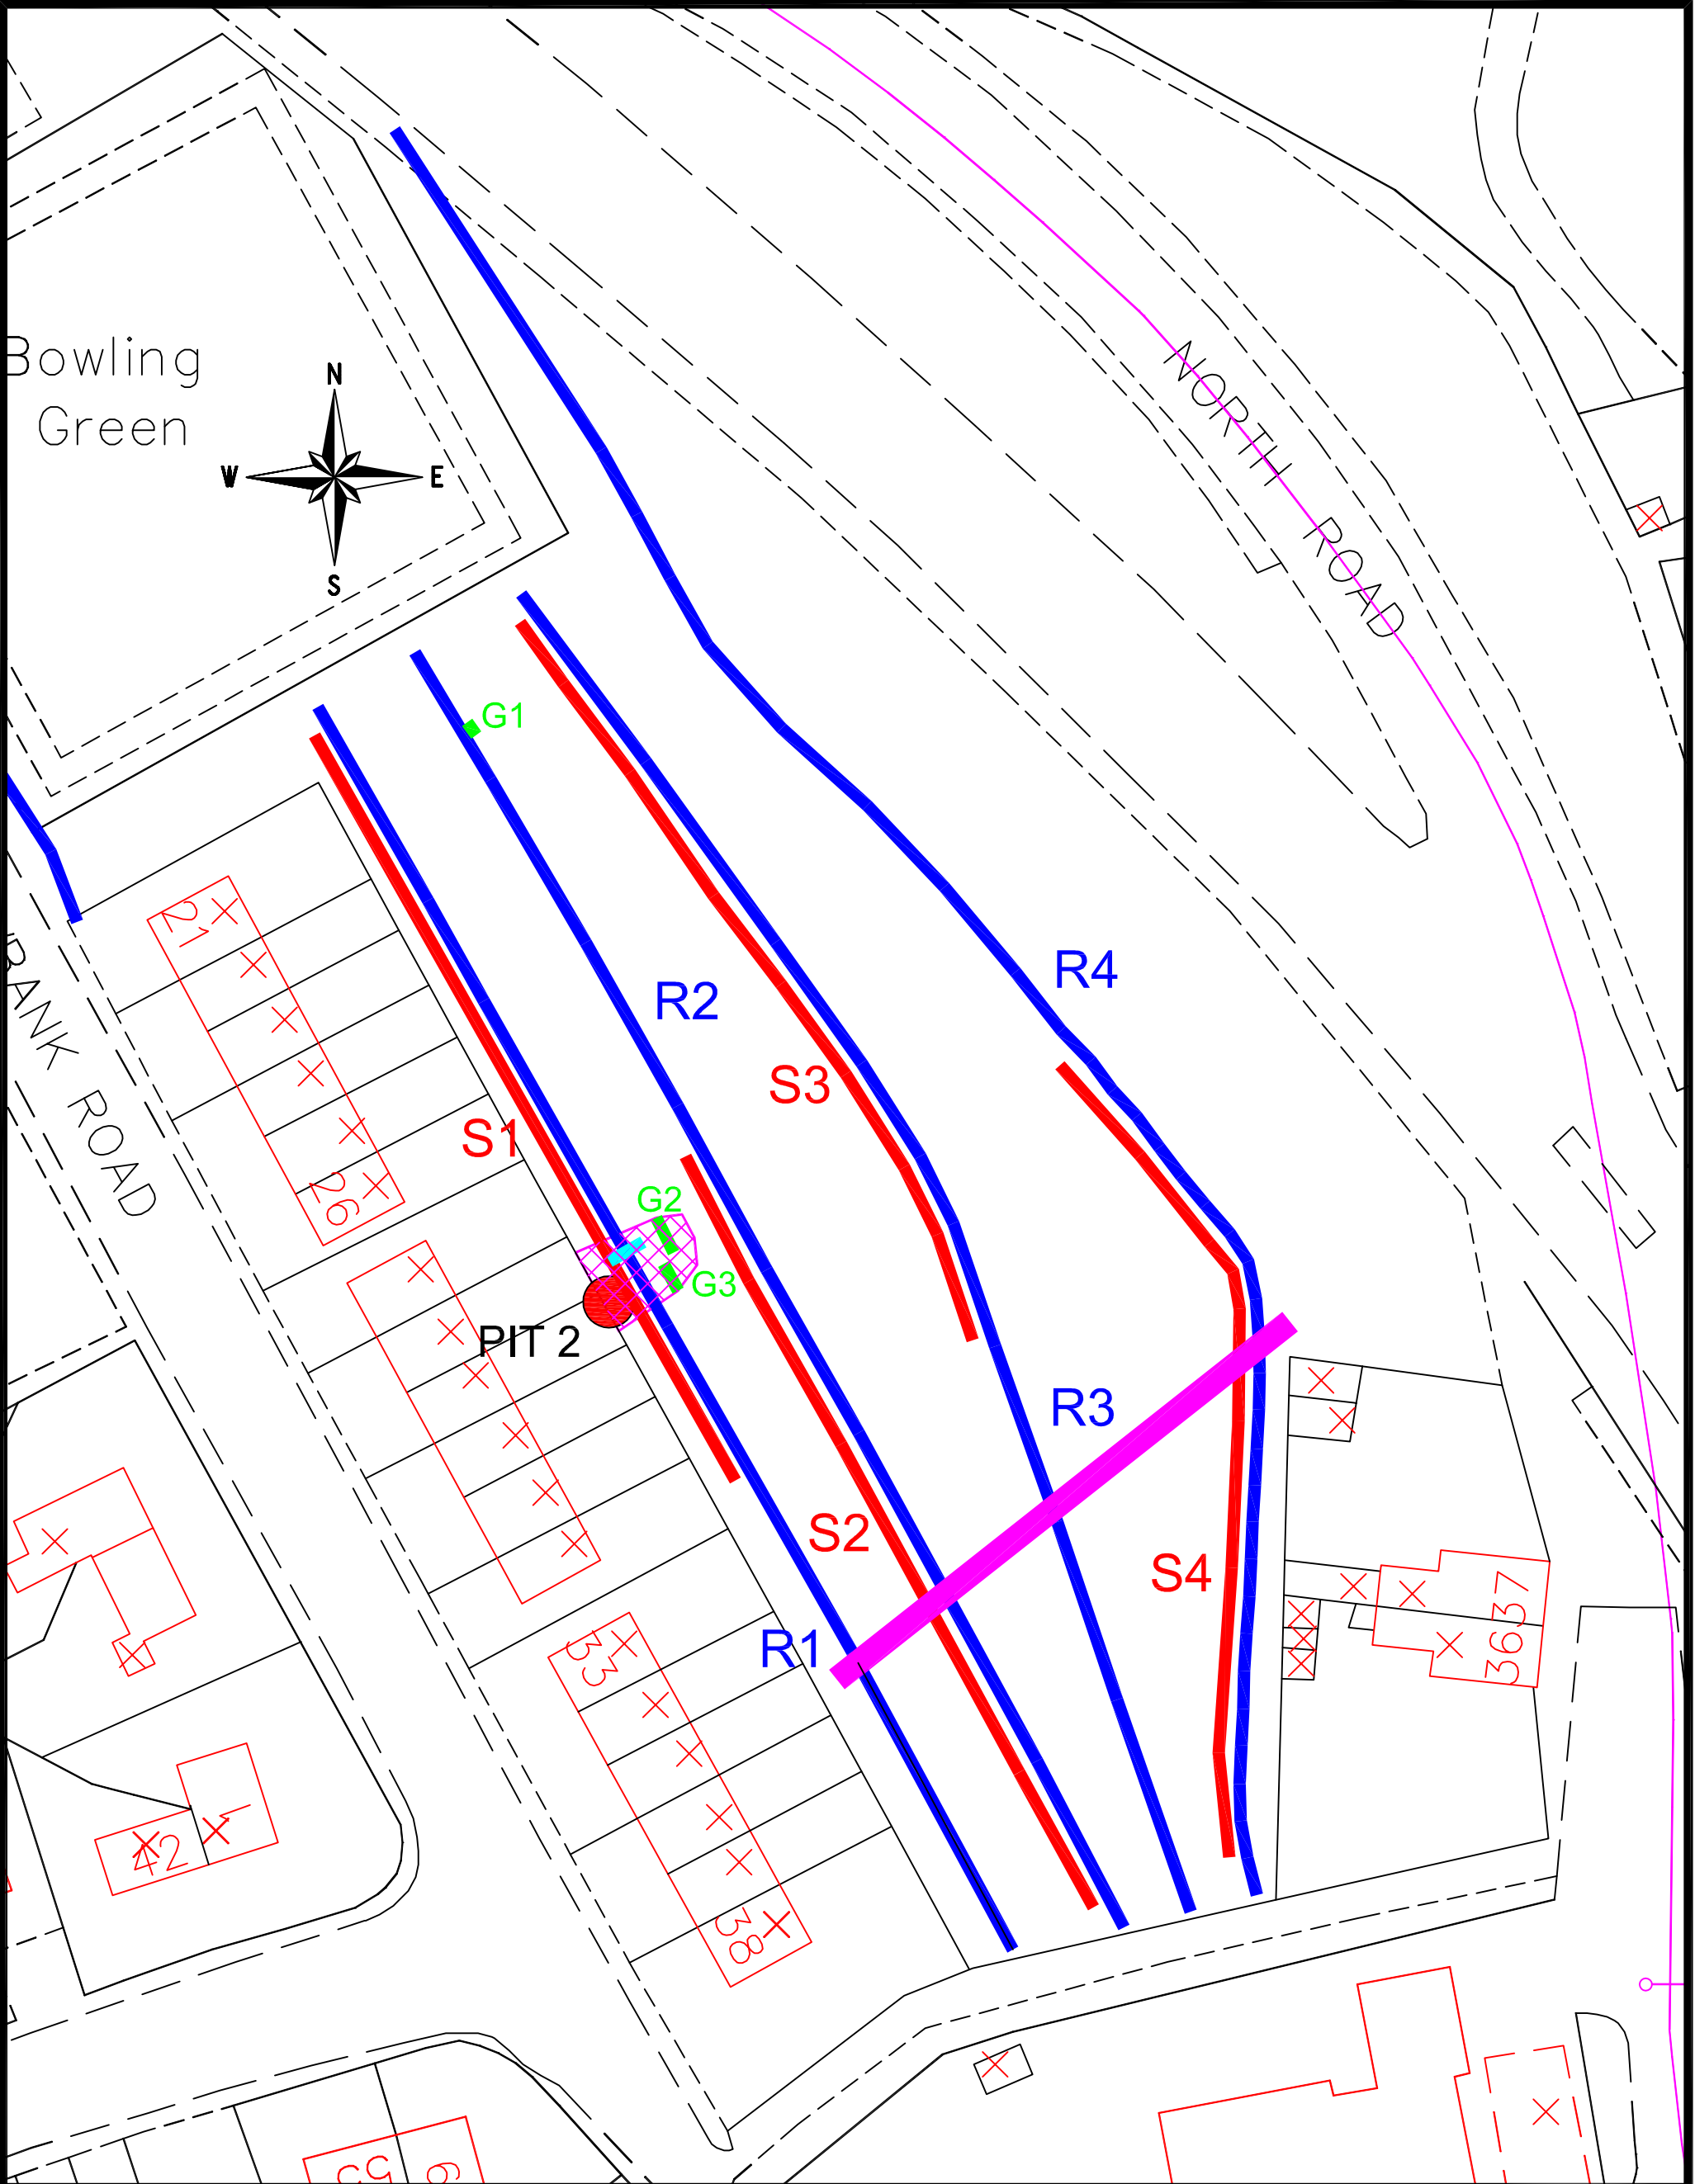 Bowling
Green
N
W
E
S
NORTH ROAD
G1
BANK ROAD
21
26
R2
R4
S3
S1
G2
G3
PIT 2
R3
S2
S4
R1
33
38
37
36
42